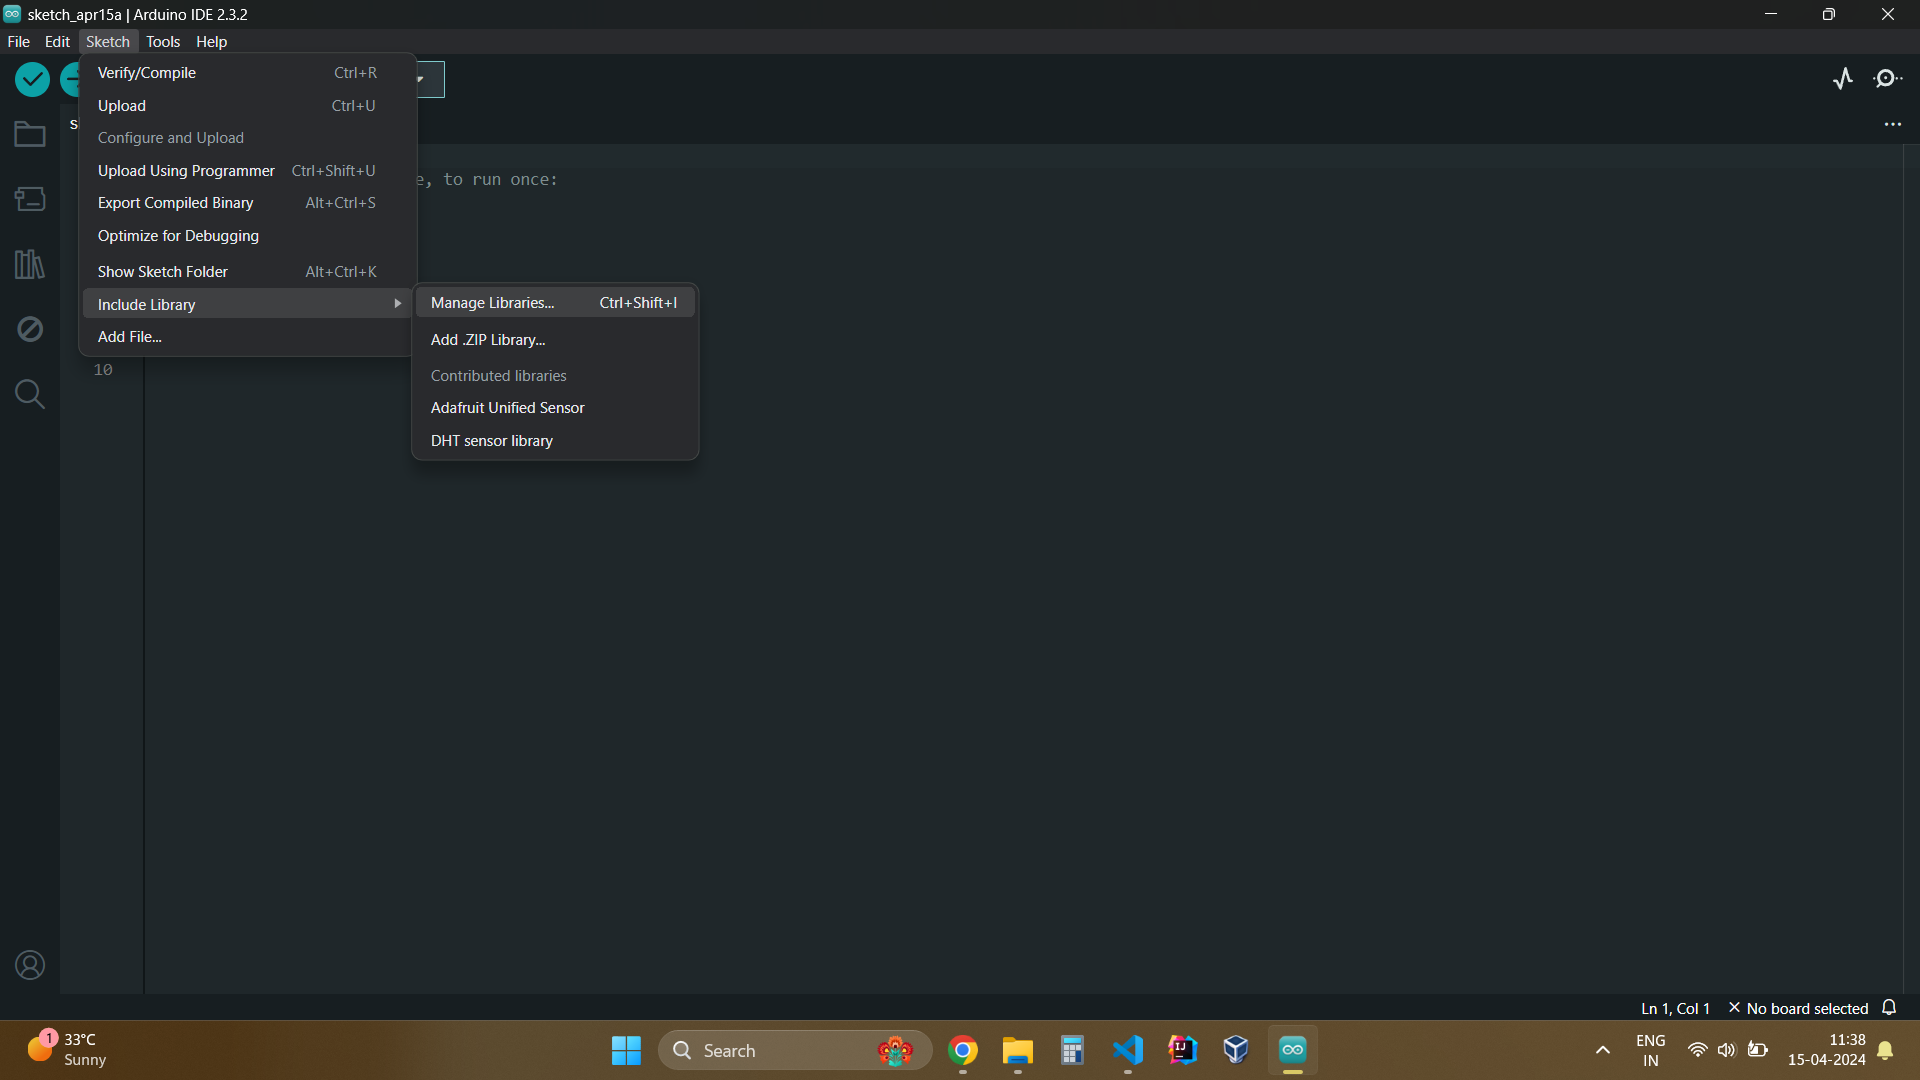 sketch_apr15a | Arduino IDE 2.3.2
File Edit Sketch Tools Help
Verify/Compile Ctrl+R
Upload Ctrl+U
Configure and Upload
Upload Using Programmer Ctrl+Shift+U
Export Compiled Binary Alt+Ctrl+S
Optimize for Debugging
Show Sketch Folder Alt+Ctrl+K
Include Library
Add File...
s
e, to run once:
Manage Libraries... Ctrl+Shift+I
Add .ZIP Library...
Contributed libraries
Adafruit Unified Sensor
DHT sensor library
10
Ln 1, Col 1 × No board selected
1
33°C
Sunny
Search
IJ
ENG
IN
11:38
15-04-2024